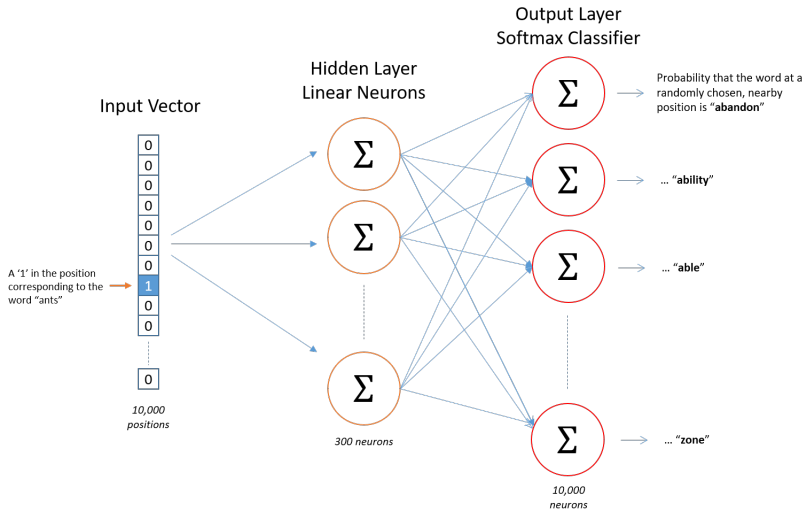 Output Layer
Softmax Classifier
Hidden Layer
Linear Neurons
Input Vector
0
0
0
0
0
0
0
1
0
0
0
A ‘1’ in the position
corresponding to the
word “ants”
10,000
positions
Σ
Σ
Σ
300 neurons
Σ
Σ
Σ
Σ
10,000
neurons
Probability that the word at a
randomly chosen, nearby
position is “abandon”
... “ability”
... “able”
... “zone”